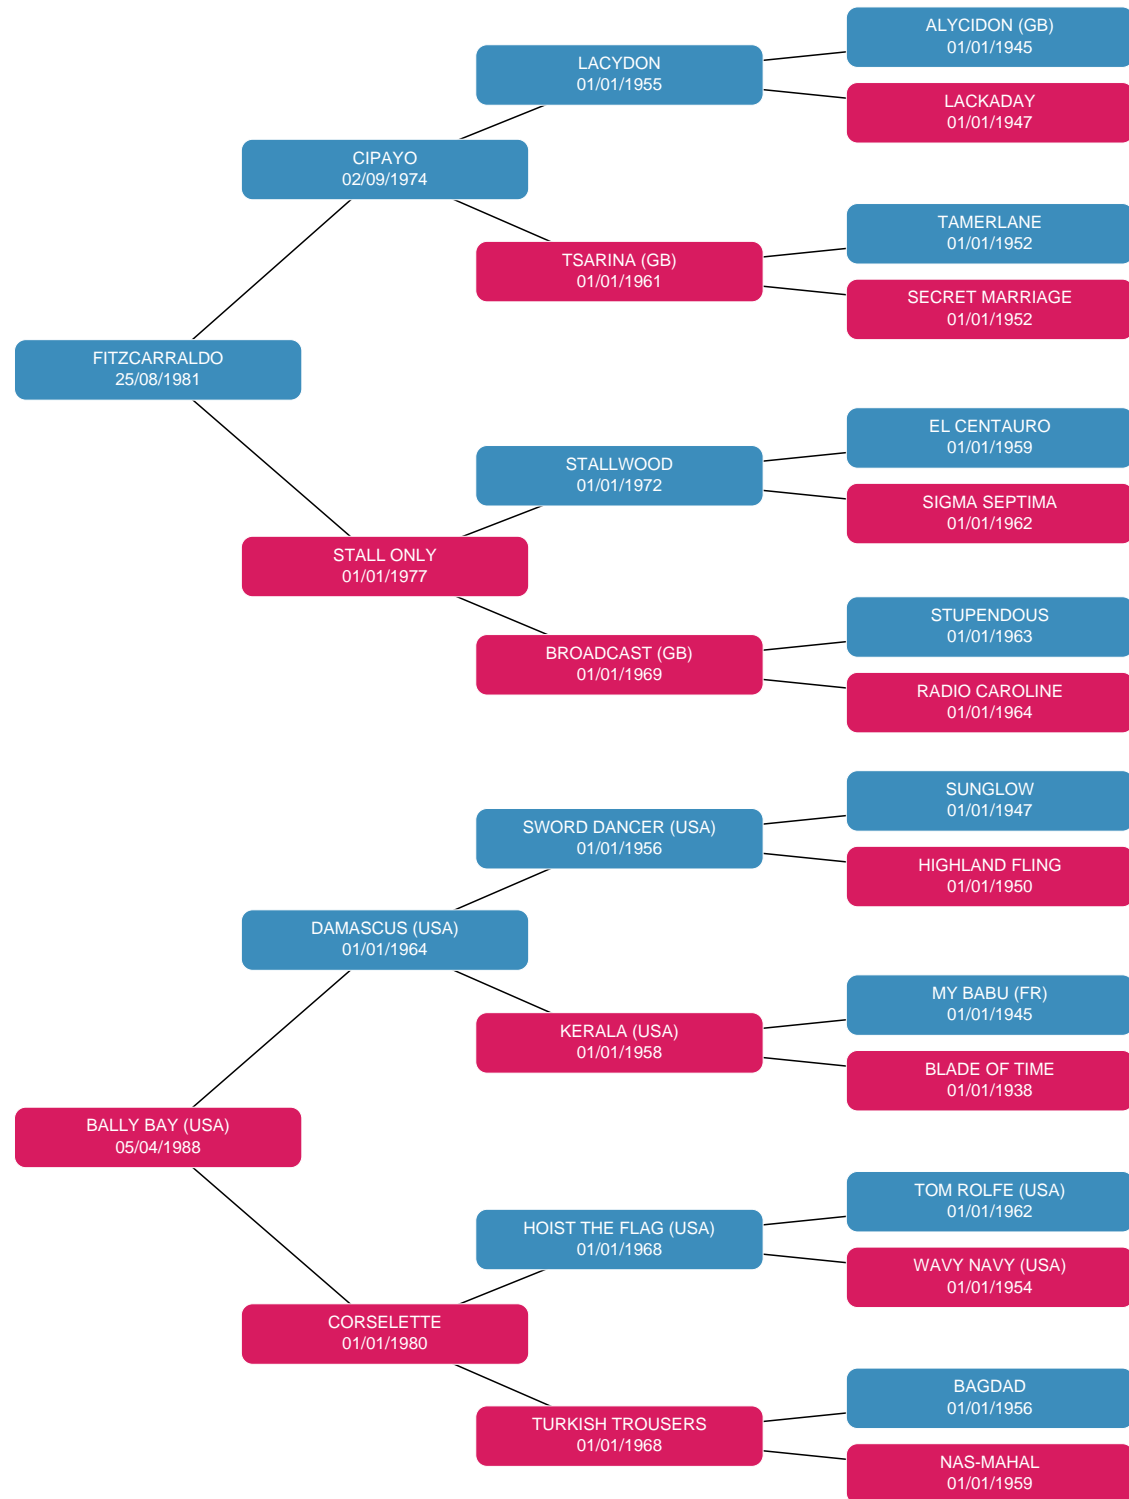 ALYCIDON (GB)
01/01/1945
LACYDON
01/01/1955
LACKADAY
01/01/1947
CIPAYO
02/09/1974
TAMERLANE
01/01/1952
TSARINA (GB)
01/01/1961
SECRET MARRIAGE
01/01/1952
FITZCARRALDO
25/08/1981
EL CENTAURO
01/01/1959
STALLWOOD
01/01/1972
SIGMA SEPTIMA
01/01/1962
STALL ONLY
01/01/1977
STUPENDOUS
01/01/1963
BROADCAST (GB)
01/01/1969
RADIO CAROLINE
01/01/1964
SUNGLOW
01/01/1947
SWORD DANCER (USA)
01/01/1956
HIGHLAND FLING
01/01/1950
DAMASCUS (USA)
01/01/1964
MY BABU (FR)
01/01/1945
KERALA (USA)
01/01/1958
BLADE OF TIME
01/01/1938
BALLY BAY (USA)
05/04/1988
TOM ROLFE (USA)
01/01/1962
HOIST THE FLAG (USA)
01/01/1968
WAVY NAVY (USA)
01/01/1954
CORSELETTE
01/01/1980
BAGDAD
01/01/1956
TURKISH TROUSERS
01/01/1968
NAS-MAHAL
01/01/1959